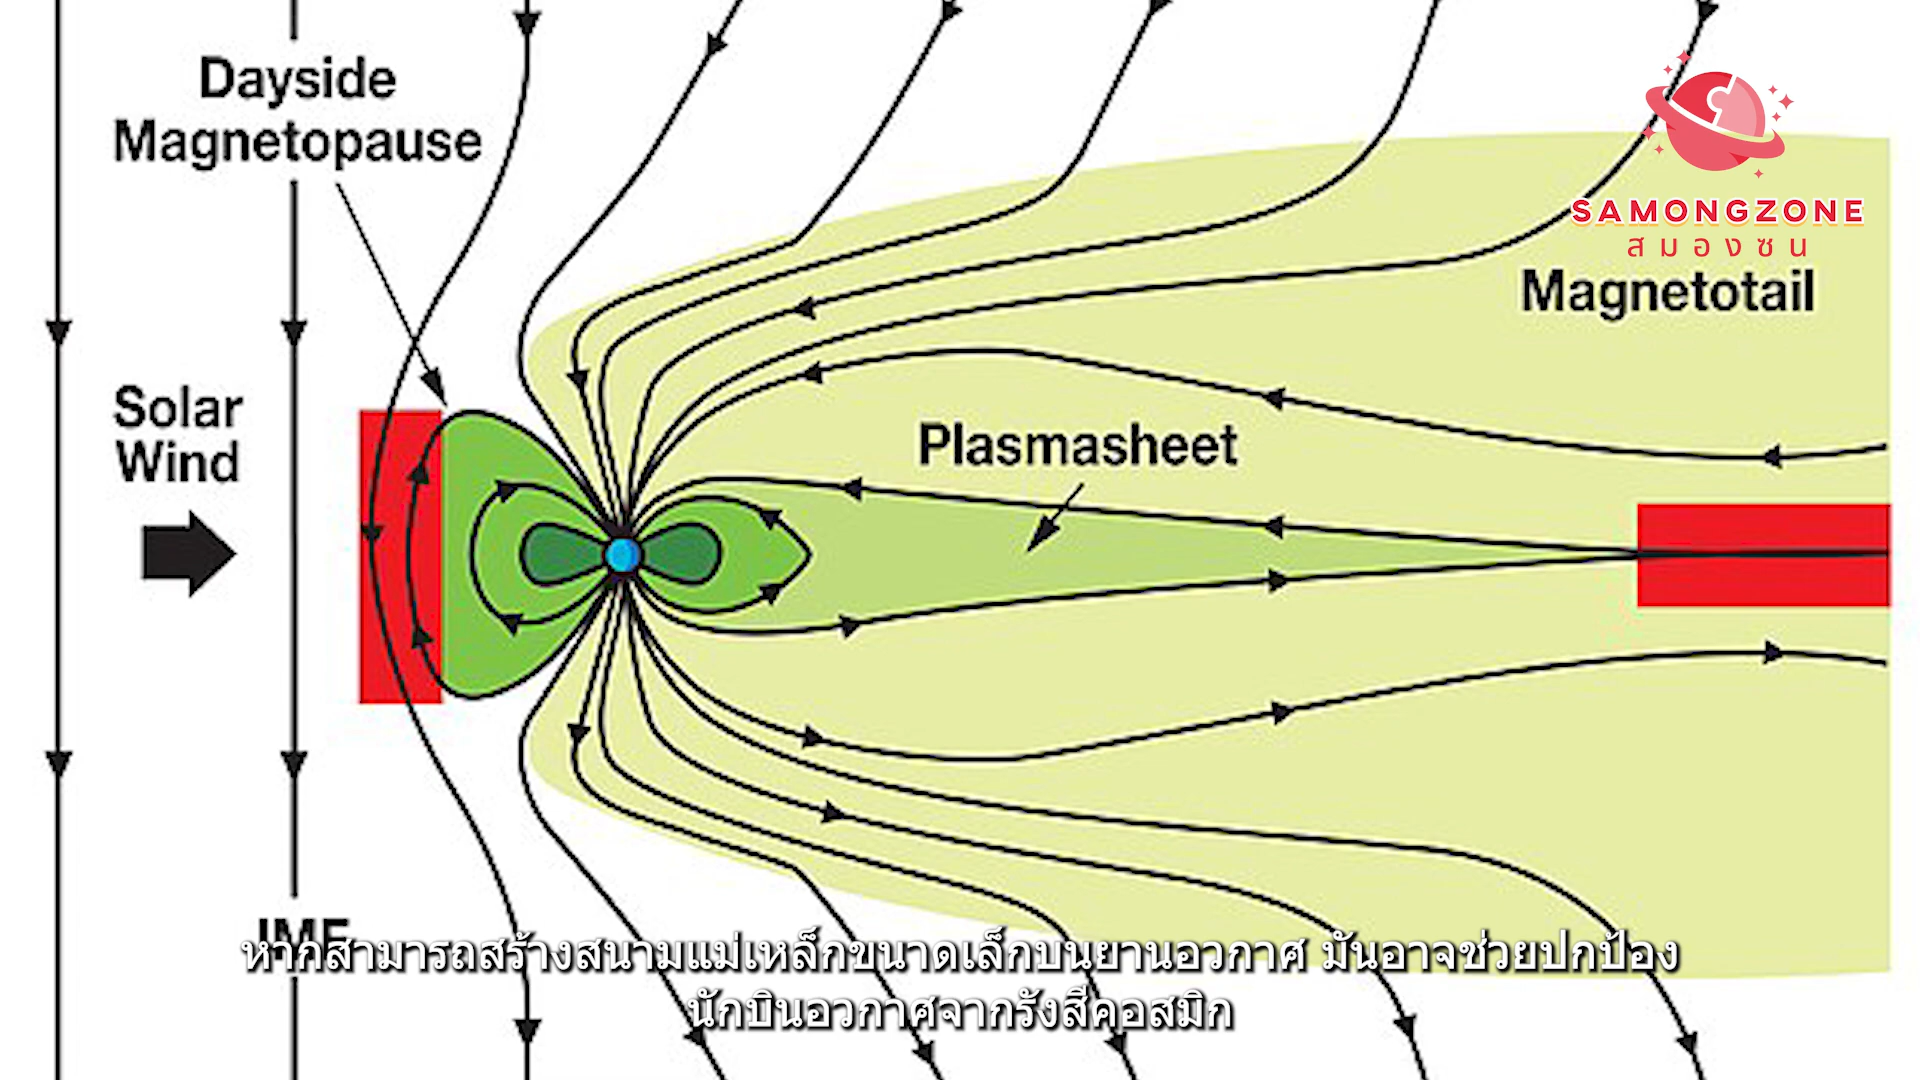 Dayside
Magnetopause
SAMONGZONE
สมองซน
Magnetotail
Solar
Wind
Plasmasheet
IMF
หากสามารถสร้างสนามแม่เหล็กขนาดเล็กบนยานอวกาศ มันอาจช่วยปกป้อง
นักบินอวกาศจากรังสีคอสมิก